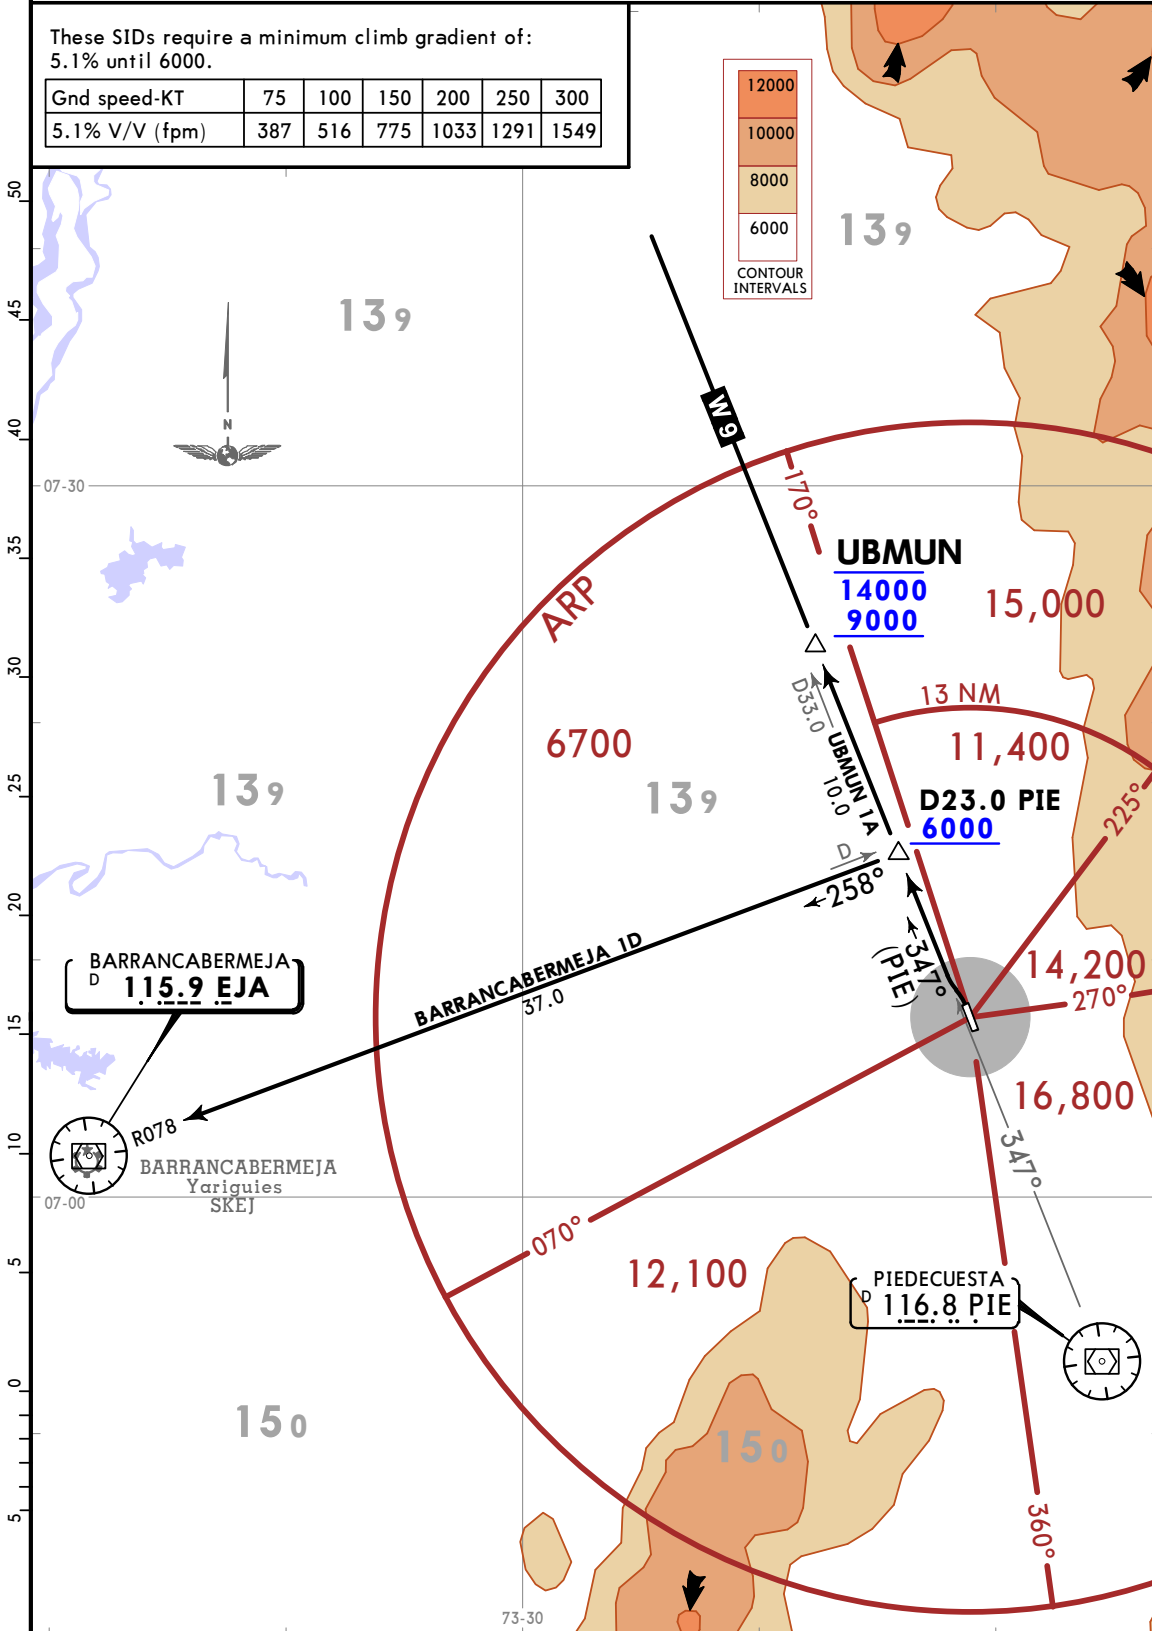 These SIDs require a minimum climb gradient of:
5.1% until 6000.
Gnd speed-KT 75 100 150 200 250 300
5.1% V/V (fpm) 387 516 775 1033 1291 1549
12000
10000
8000
6000
CONTOUR
INTERVALS
139
139
50
45
40
35
30
25
20
15
10
5
0
5
N
W 9
07-30
170°
UBMUN
14000
9000
15,000
ARP
13 NM
D33.0
UBMUN 1A
10.0
6700
11,400
139
139
D23.0 PIE
6000
225°
D
258°
347°
(PIE)
14,200
270°
BARRANCABERMEJA
D 115.9 EJA
BARRANCABERMEJA 1D
37.0
16,800
R078
BARRANCABERMEJA
Yariguies
SKEJ
347°
07-00
070°
12,100
PIEDECUESTA
D 116.8 PIE
150
150
360°
73-30